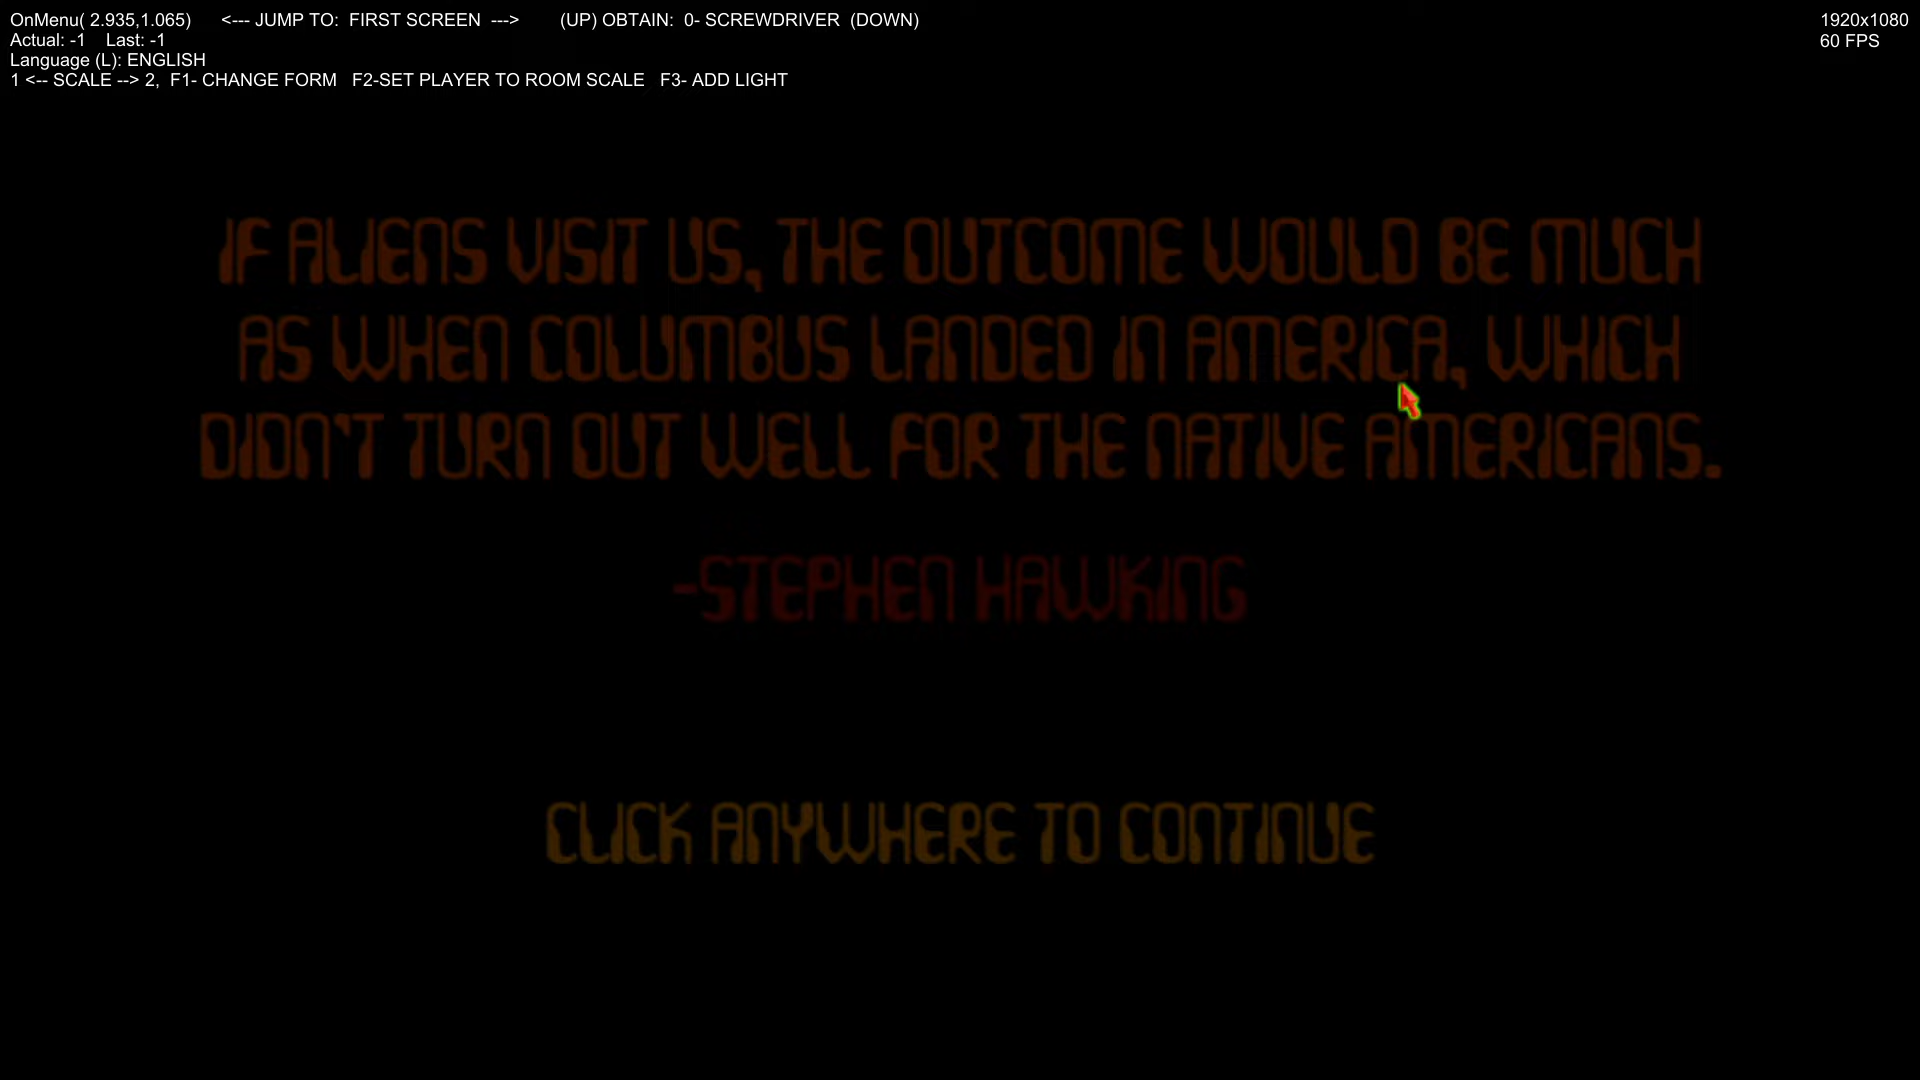 OnMenu( 2.935,1.065)      <--- JUMP TO:  FIRST SCREEN  --->        (UP) OBTAIN:  0- SCREWDRIVER  (DOWN)
1920x1080
Actual: -1    Last: -1
60 FPS
Language (L): ENGLISH
1 <-- SCALE --> 2,  F1- CHANGE FORM   F2-SET PLAYER TO ROOM SCALE   F3- ADD LIGHT
IF ALIENS VISIT US, THE OUTCOME WOULD BE MUCH
AS WHEN COLUMBUS LANDED IN AMERICA, WHICH
DIDN'T TURN OUT WELL FOR THE NATIVE AMERICANS.
-STEPHEN HAWKING
CLICK ANYWHERE TO CONTINUE